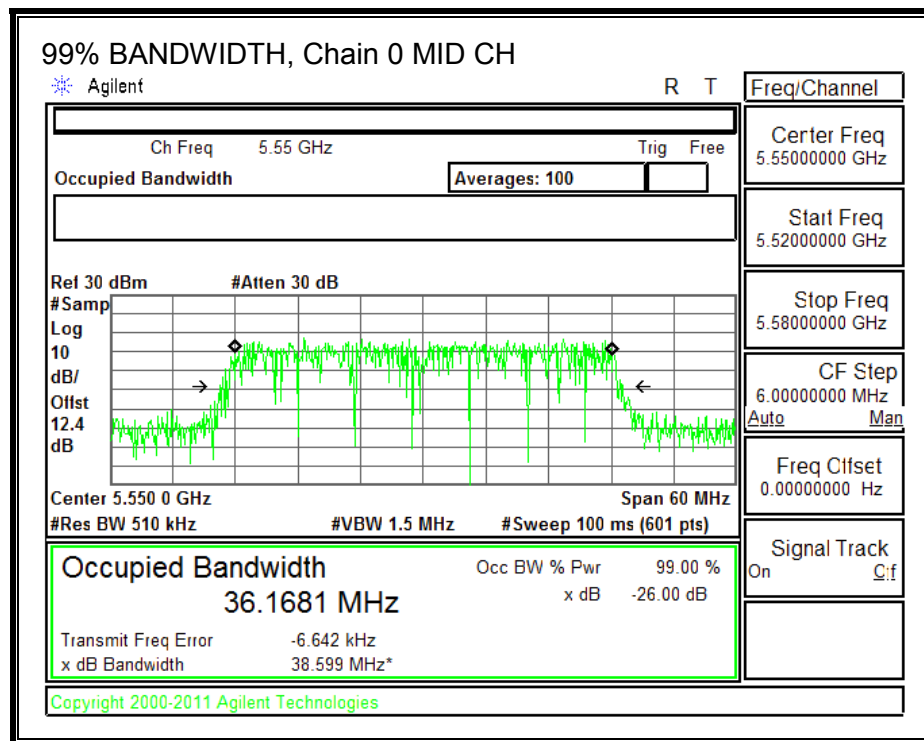 99% BANDWIDTH, Chain 0 MID CH
Agilent
R T
Ch Freq 5.55 GHz
Trig Free
Occupied Bandwidth
Averages: 100
Ref 30 dBm
#Atten 30 dB
#Samp
Log
10
dB/
Offst
12.4
dB
Center 5.550 0 GHz
Span 60 MHz
#Res BW 510 kHz
#VBW 1.5 MHz
#Sweep 100 ms (601 pts)
Occupied Bandwidth
36.1681 MHz
Occ BW % Pwr 99.00 %
x dB -26.00 dB
Transmit Freq Error -6.642 kHz
x dB Bandwidth 38.599 MHz*
Copyright 2000-2011 Agilent Technologies
Freq/Channel
Center Freq
5.55000000 GHz
Start Freq
5.52000000 GHz
Stop Freq
5.58000000 GHz
CF Step
6.00000000 MHz
Auto Man
Freq Offset
0.00000000 Hz
Signal Track
On Off